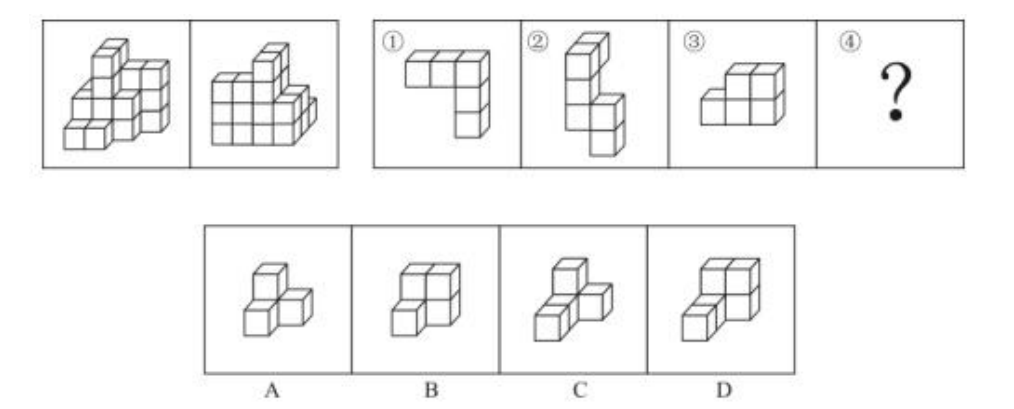 ① ② ③ ④
?
A B C D